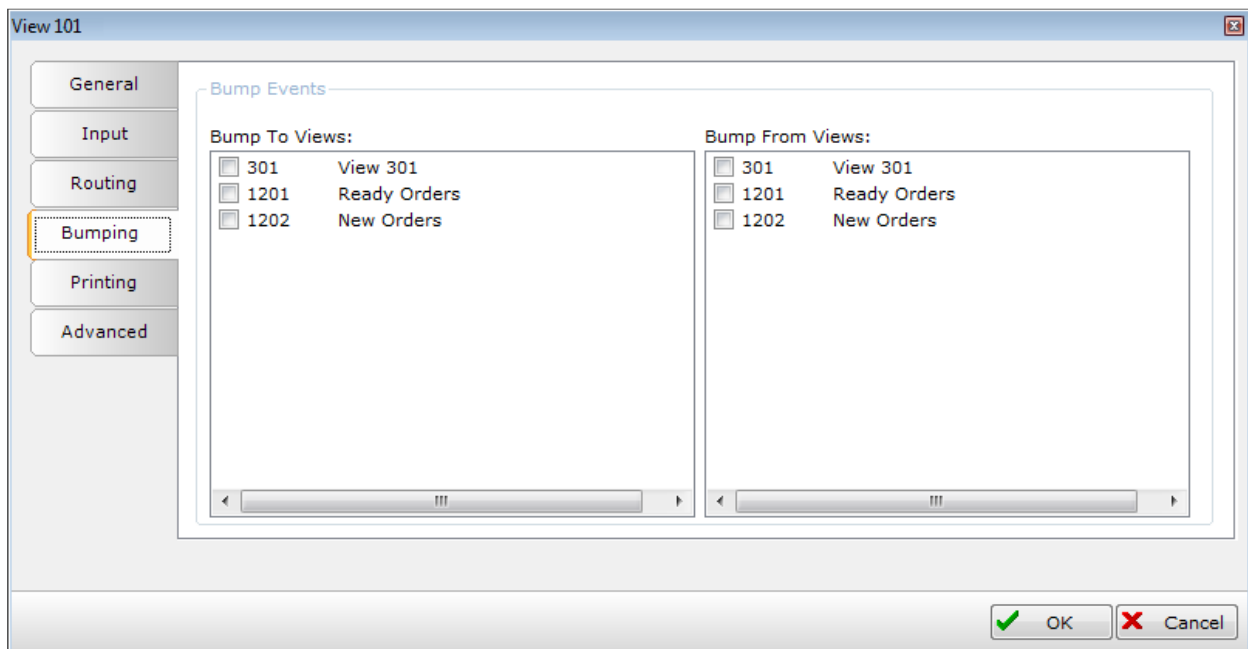 View 101
General
Input
Routing
Bumping
Printing
Advanced
Bump Events
Bump To Views:
301 View 301
1201 Ready Orders
1202 New Orders
Bump From Views:
301 View 301
1201 Ready Orders
1202 New Orders
OK
Cancel